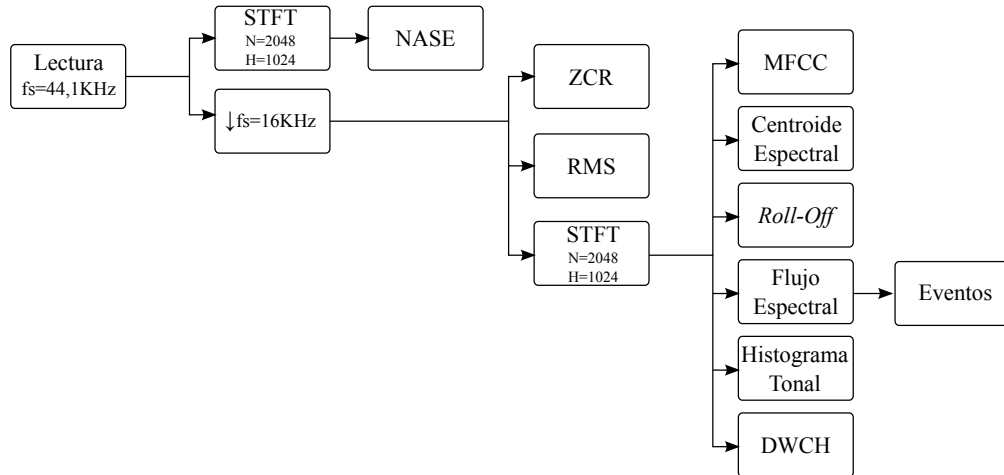 Lectura
fs=44,1KHz
STFT
N=2048
H=1024
NASE
↓fs=16KHz
ZCR
RMS
STFT
N=2048
H=1024
MFCC
Centroide
Espectral
Roll-Off
Flujo
Espectral
Eventos
Histograma
Tonal
DWCH